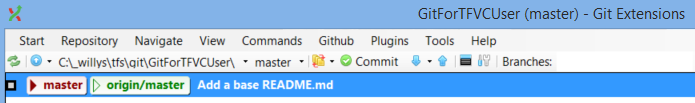 GitForTFVCUser (master) - Git Extensions
Start Repository Navigate View Commands Github Plugins Tools Help
C:\_willys\tfs\git\GitForTFVCUser\ master Commit Branches:
master origin/master Add a base README.md